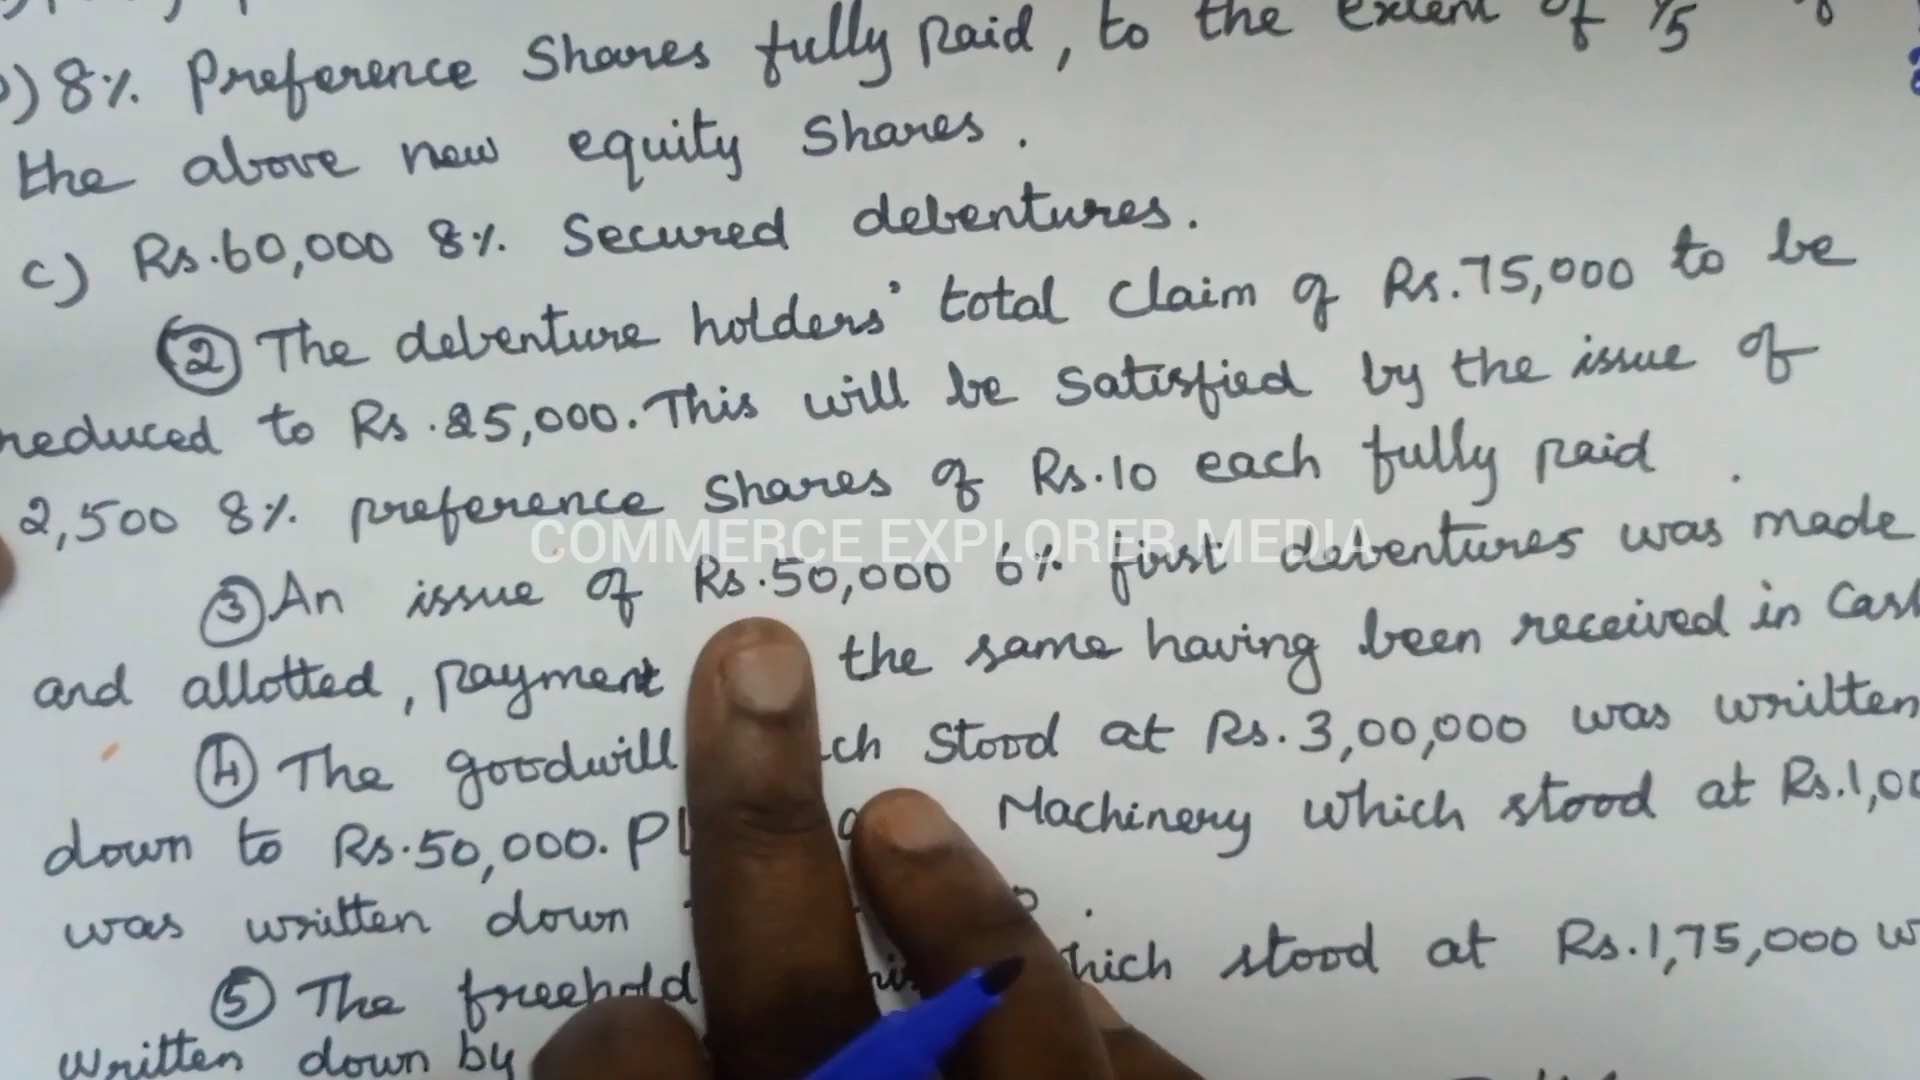 ) 8%. Preference Shares fully paid, to the extent of 1/5
the above new equity Shares.
c) Rs.60,000 8%. Secured debentures.
② The debenture holders' total claim of Rs.75,000 to be
reduced to Rs.25,000. This will be satisfied by the issue of
2,500 8%. preference shares of Rs.10 each fully paid.
COMMERCE EXPLORER MEDIA
③ An issue of Rs.50,000 6%. first debentures was made
and allotted, payment the same having been received in
④ The goodwill stood at Rs.3,00,000 was written
down to Rs.50,000. Machinery which stood at Rs.1,00
was written down
⑤ The freehold which stood at Rs.1,75,000
written down by